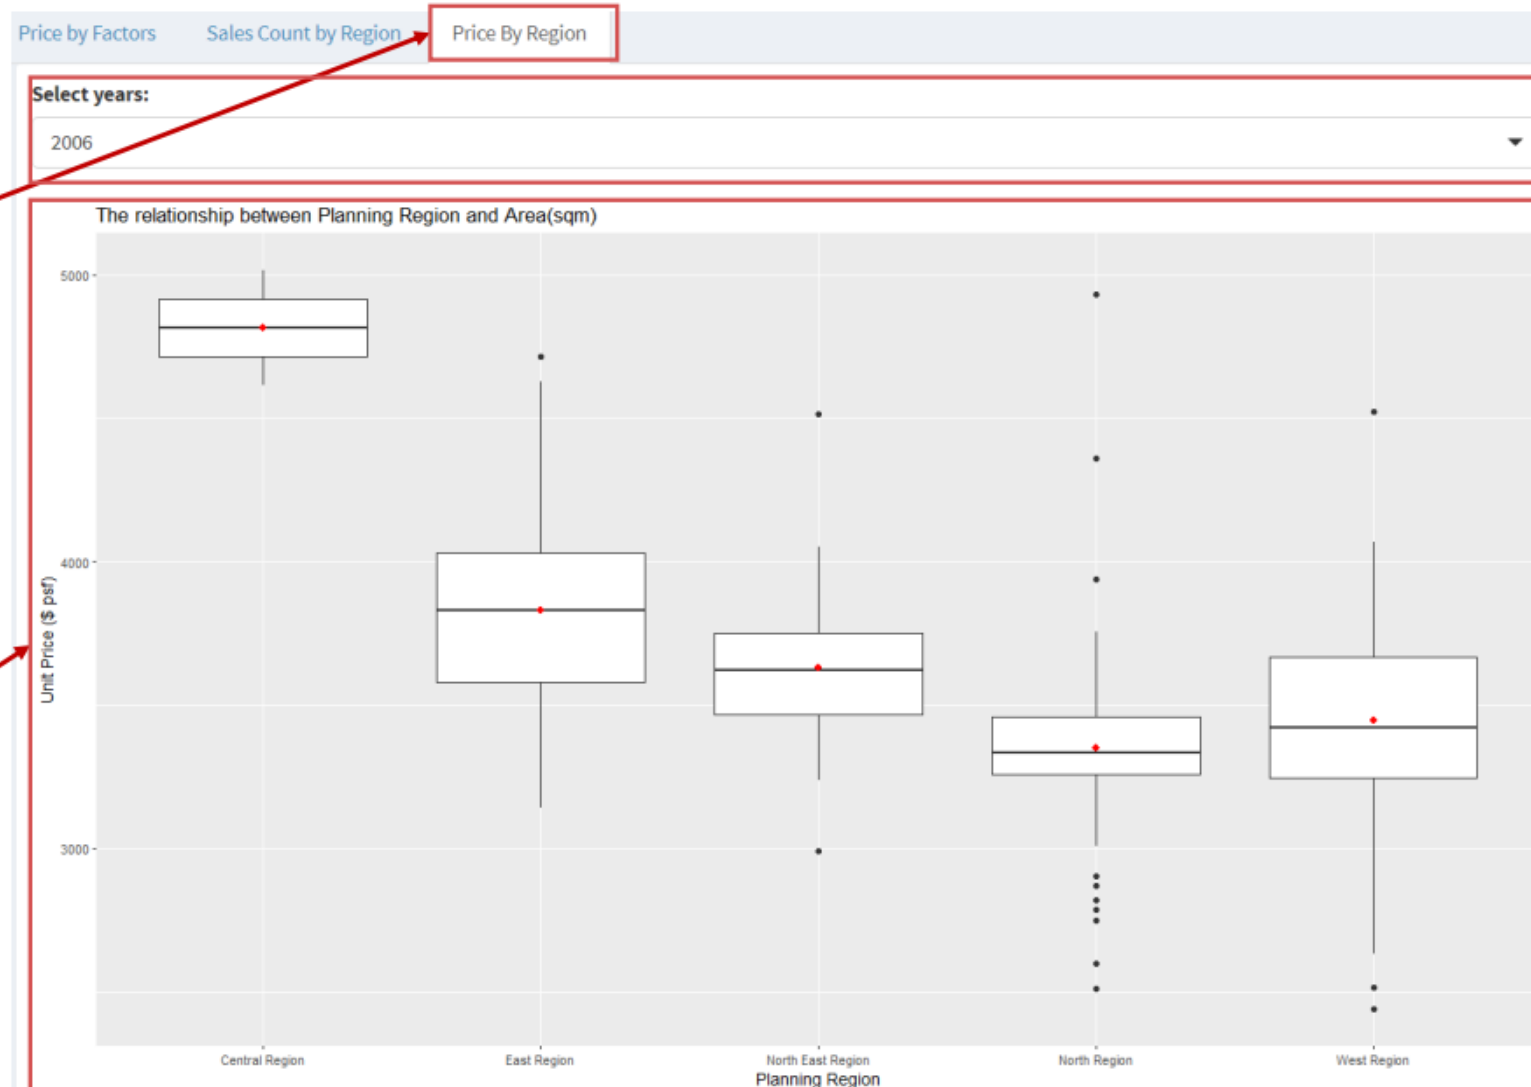 Price by Factors Sales Count by Region Price By Region
Select years:
2006
The relationship between Planning Region and Area(sqm)
5000
4000
3000
Unit Price ($ psf)
Central Region East Region North East Region North Region West Region
Planning Region